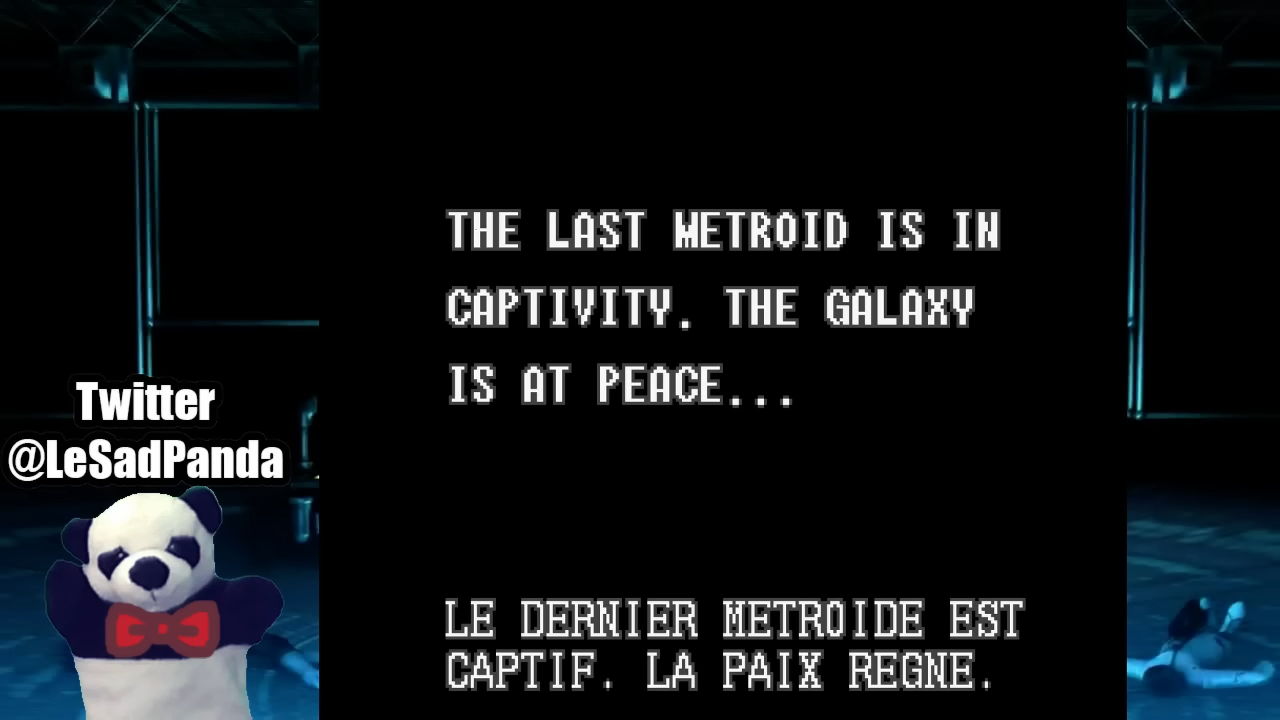 THE LAST METROID IS IN
CAPTIVITY. THE GALAXY
IS AT PEACE...
Twitter
@LeSadPanda
LE DERNIER METROIDE EST
CAPTIF. LA PAIX REGNE.